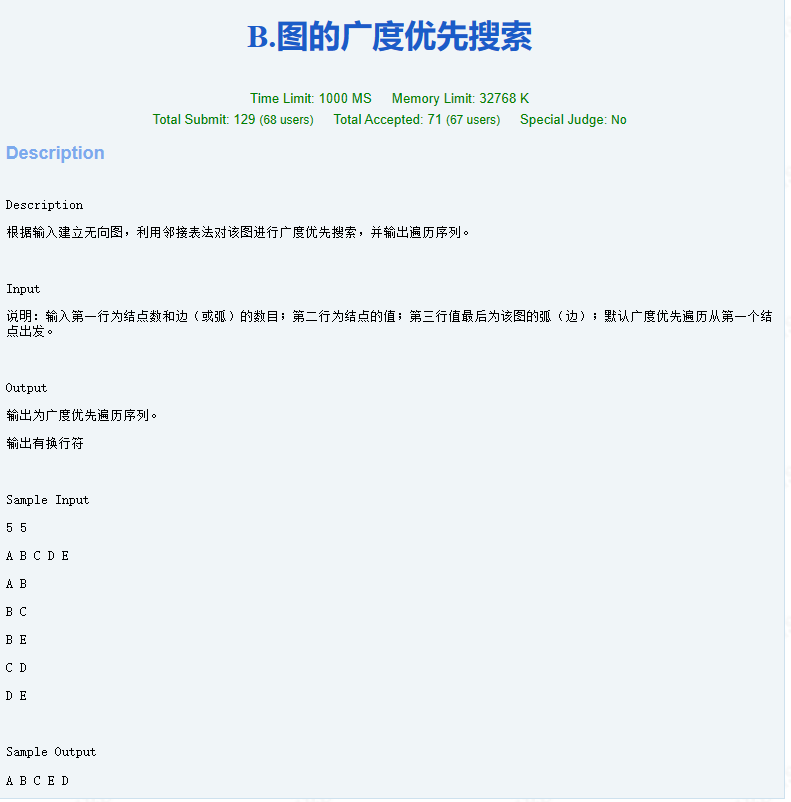 B.图的广度优先搜索
Time Limit: 1000 MS Memory Limit: 32768 K
Total Submit: 129 (68 users) Total Accepted: 71 (67 users) Special Judge: No
Description
Description
根据输入建立无向图，利用邻接表法对该图进行广度优先搜索，并输出遍历序列。
Input
说明：输入第一行为结点数和边（或弧）的数目；第二行为结点的值；第三行值最后为该图的弧（边）；默认广度优先遍历从第一个结
点出发。
Output
输出为广度优先遍历序列。
输出有换行符
Sample Input
5 5
A B C D E
A B
B C
B E
C D
D E
Sample Output
A B C E D